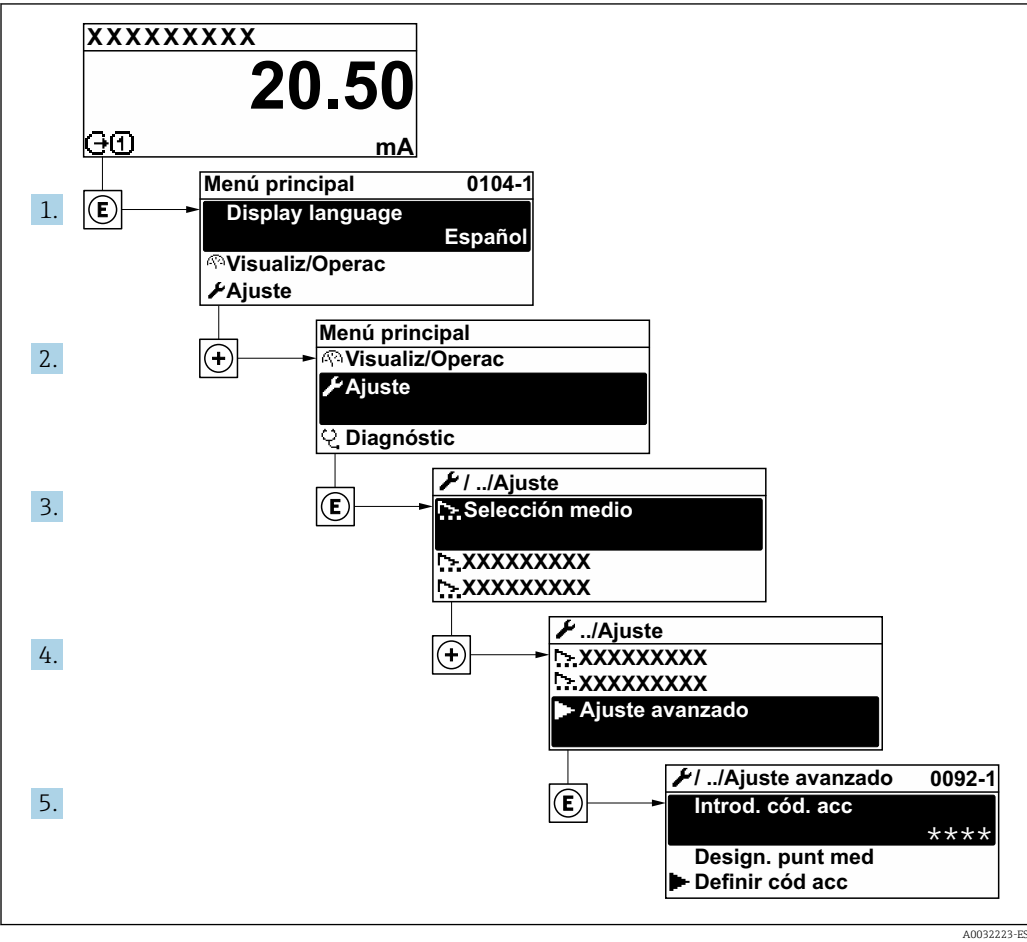 XXXXXXXXX
20.50
1 mA
Menú principal 0104-1
1. E Display language
Español
Visualiz/Operac
Ajuste
Menú principal
2. + Visualiz/Operac
Ajuste
Diagnóstic
/ ../Ajuste
3. E Selección medio
XXXXXXXXX
XXXXXXXXX
../Ajuste
4. + XXXXXXXXX
XXXXXXXXX
Ajuste avanzado
/ ../Ajuste avanzado 0092-1
5. E Introd. cód. acc
****
Design. punt med
Definir cód acc
A0032223-ES